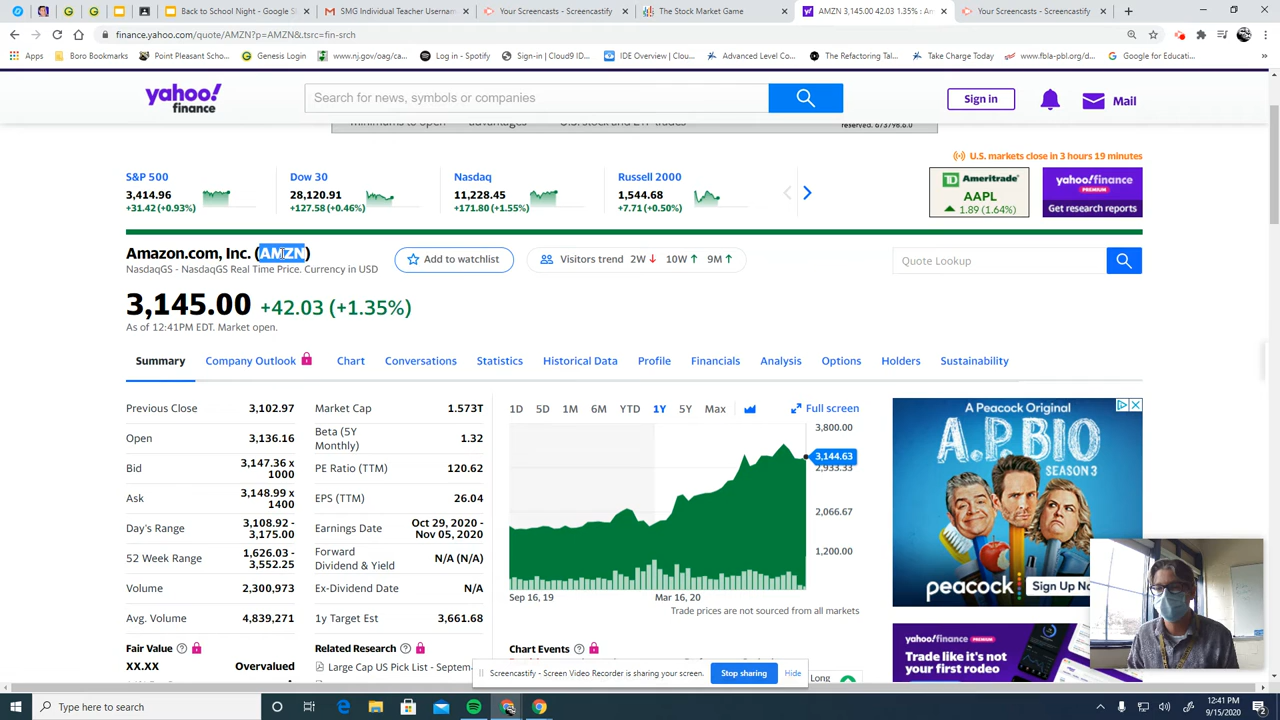 Back to School Night - Google S
SMG Individual Teacher Usernam
Your Screencasts - Screencastify
The Stock Market Game
AMZN 3,145.00 42.03 1.35% : Am
Your Screencasts - Screencastify
finance.yahoo.com/quote/AMZN?p=AMZN&.tsrc=fin-srch
Apps
Boro Bookmarks
Point Pleasant Scho...
Genesis Login
www.nj.gov/oag/ca...
Log in - Spotify
Sign-in | Cloud9 ID...
IDE Overview | Clou...
Advanced Level Co...
The Refactoring Tal...
Take Charge Today
www.fbla-pbl.org/d...
Google for Educati...
yahoo!
finance
Search for news, symbols or companies
Sign in
Mail
reserved. 673798.6.0
U.S. markets close in 3 hours 19 minutes
S&P 500
3,414.96
+31.42 (+0.93%)
Dow 30
28,120.91
+127.58 (+0.46%)
Nasdaq
11,228.45
+171.80 (+1.55%)
Russell 2000
1,544.68
+7.71 (+0.50%)
TD Ameritrade
AAPL
1.89 (1.64%)
yahoo!finance
PREMIUM
Get research reports
Amazon.com, Inc. (AMZN)
NasdaqGS - NasdaqGS Real Time Price. Currency in USD
Add to watchlist
Visitors trend 2W 10W 9M
Quote Lookup
3,145.00 +42.03 (+1.35%)
As of 12:41PM EDT. Market open.
Summary
Company Outlook
Chart
Conversations
Statistics
Historical Data
Profile
Financials
Analysis
Options
Holders
Sustainability
Previous Close 3,102.97
Open 3,136.16
Bid 3,147.36 x
1000
Ask 3,148.99 x
1400
Day's Range 3,108.92 -
3,175.00
52 Week Range 1,626.03 -
3,552.25
Volume 2,300,973
Avg. Volume 4,839,271
Fair Value
XX.XX Overvalued
Market Cap 1.573T
Beta (5Y
Monthly) 1.32
PE Ratio (TTM) 120.62
EPS (TTM) 26.04
Earnings Date Oct 29, 2020 -
Nov 05, 2020
Forward
Dividend & Yield N/A (N/A)
Ex-Dividend Date N/A
1y Target Est 3,661.68
Related Research
Large Cap US Pick List - Septem
1D 5D 1M 6M YTD 1Y 5Y Max
Full screen
3,800.00
3,144.63
2,933.33
2,066.67
1,200.00
Sep 16, 19
Mar 16, 20
Trade prices are not sourced from all markets
Chart Events
Long
A Peacock Original
A.P. BIO
SEASON 3
peacock
Sign Up No
yahoo!finance PREMIUM
Trade like it's not
your first rodeo
Screencastify - Screen Video Recorder is sharing your screen.
Stop sharing
Hide
Type here to search
12:41 PM
9/15/2020
2